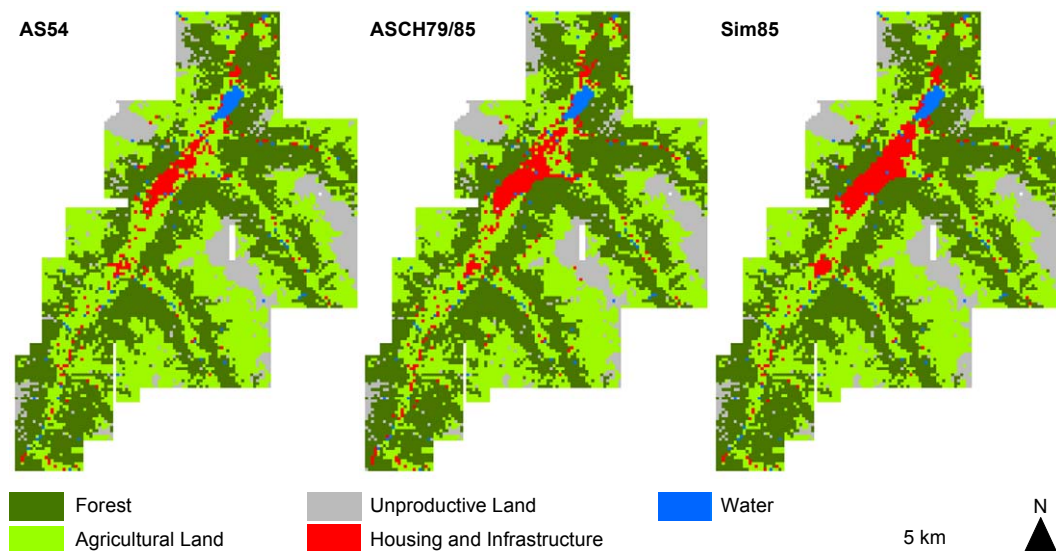 AS54
ASCH79/85
Sim85
Forest
Unproductive Land
Water
N
Agricultural Land
Housing and Infrastructure
5 km